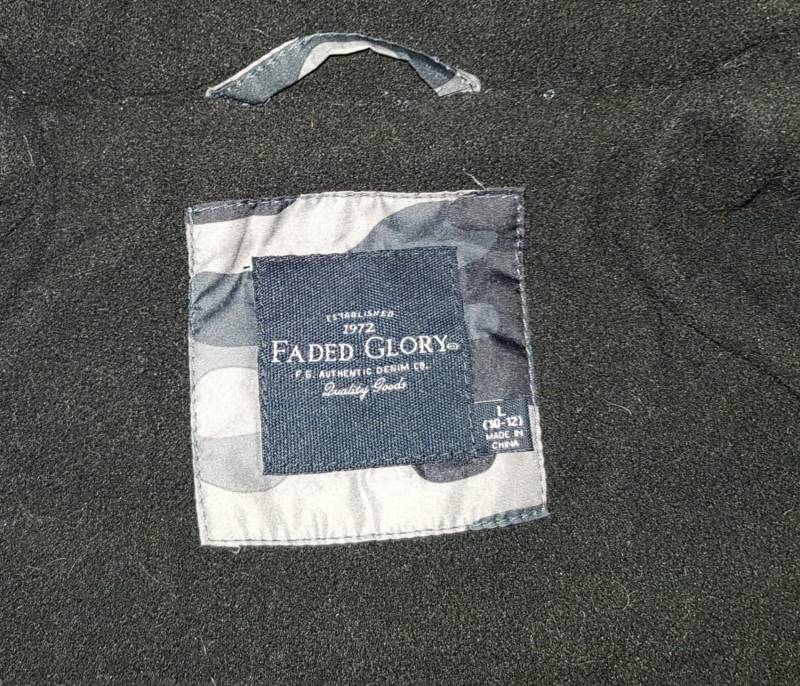 ESTABLISHED
1972
FADED GLORY
F.G. AUTHENTIC DENIM CO.
Quality Goods
L
(10-12)
MADE IN
CHINA